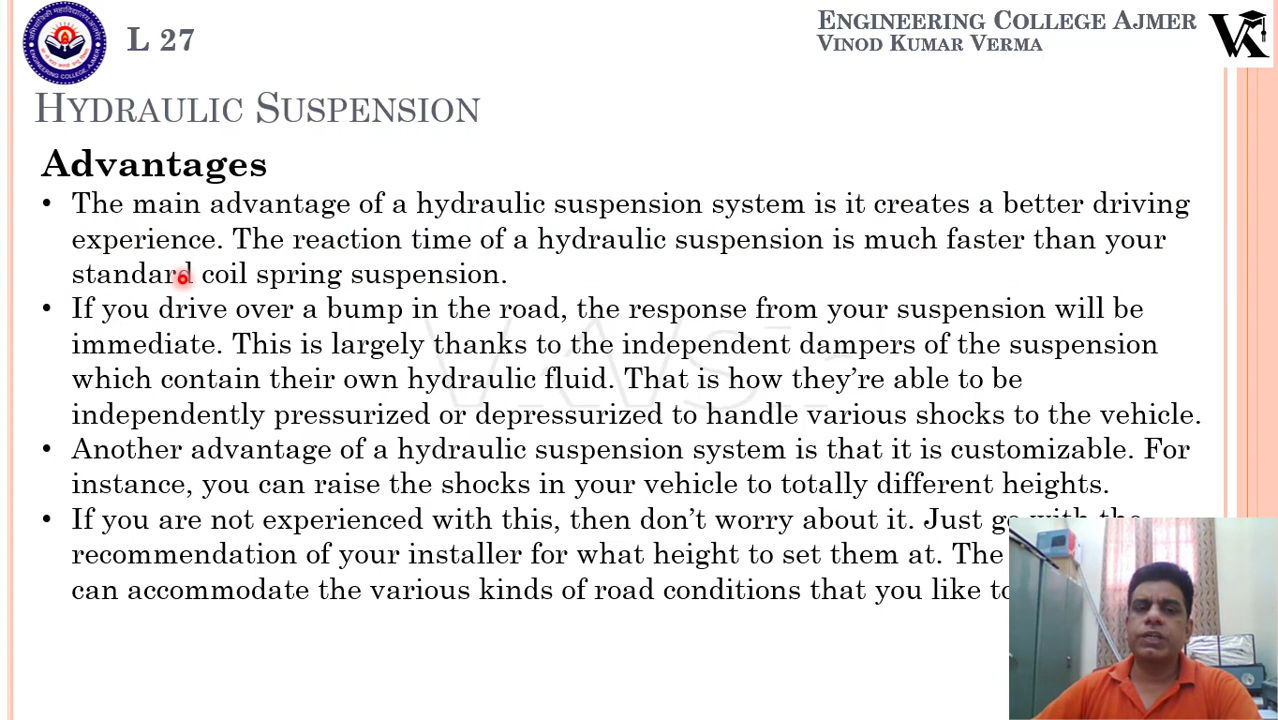 L 27
ENGINEERING COLLEGE AJMER
VINOD KUMAR VERMA
HYDRAULIC SUSPENSION
Advantages
• The main advantage of a hydraulic suspension system is it creates a better driving
experience. The reaction time of a hydraulic suspension is much faster than your
standard coil spring suspension.
• If you drive over a bump in the road, the response from your suspension will be
immediate. This is largely thanks to the independent dampers of the suspension
which contain their own hydraulic fluid. That is how they’re able to be
independently pressurized or depressurized to handle various shocks to the vehicle.
• Another advantage of a hydraulic suspension system is that it is customizable. For
instance, you can raise the shocks in your vehicle to totally different heights.
• If you are not experienced with this, then don’t worry about it. Just go with the
recommendation of your installer for what height to set them at. The
can accommodate the various kinds of road conditions that you like to